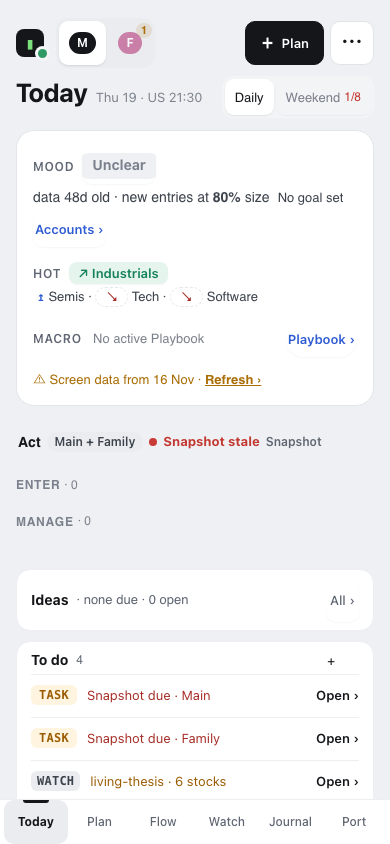 M F 1 + Plan •••
Today Thu 19 · US 21:30 Daily Weekend 1/8
MOOD Unclear
data 48d old · new entries at 80% size No goal set
Accounts ›
HOT ↗ Industrials
↥ Semis · ↘ Tech · ↘ Software
MACRO No active Playbook Playbook ›
⚠ Screen data from 16 Nov · Refresh ›
Act Main + Family Snapshot stale Snapshot
ENTER · 0
MANAGE · 0
Ideas · none due · 0 open All ›
To do 4 +
TASK Snapshot due · Main Open ›
TASK Snapshot due · Family Open ›
WATCH living-thesis · 6 stocks Open ›
Today Plan Flow Watch Journal Port